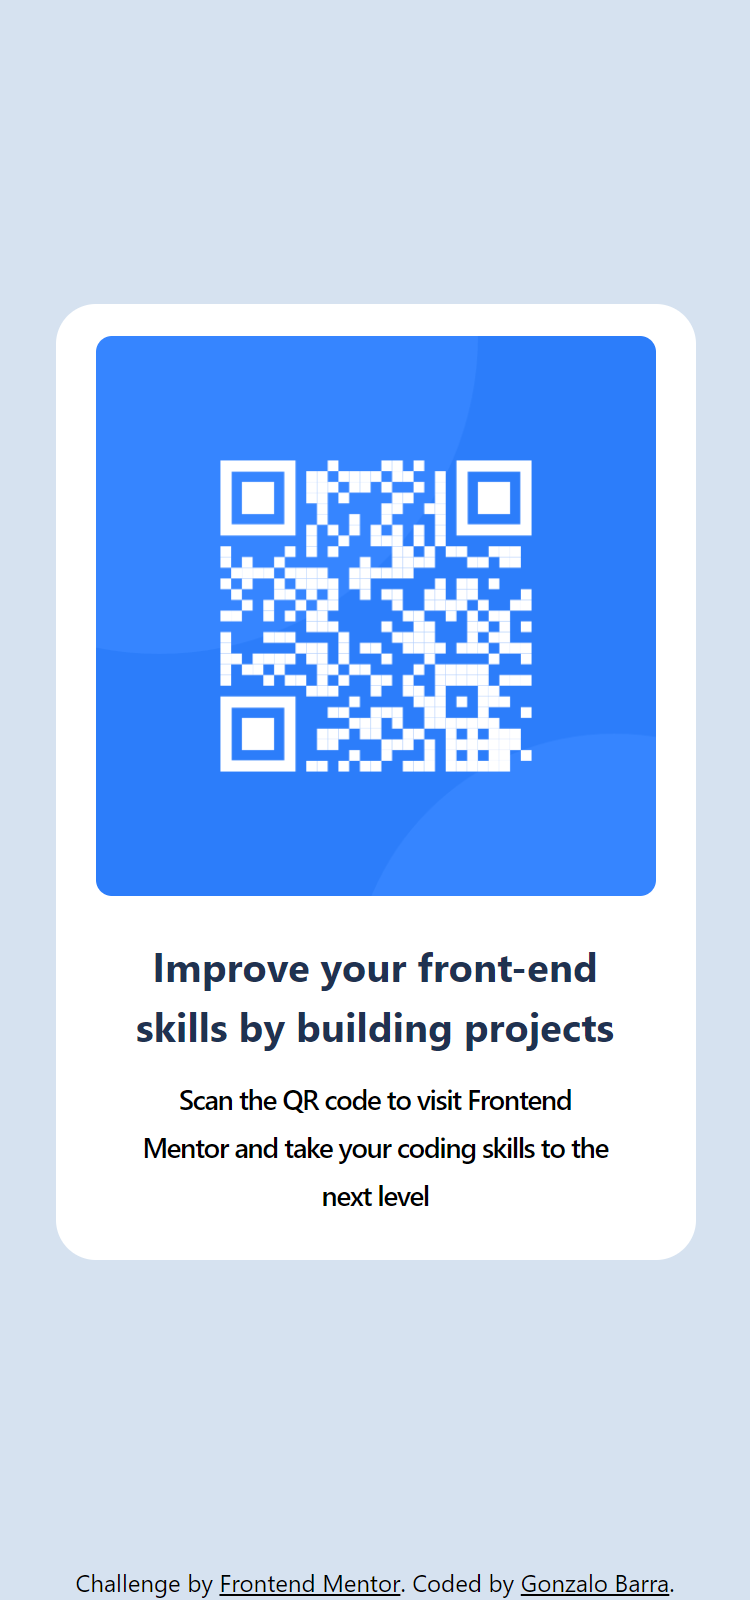 Improve your front-end
skills by building projects
Scan the QR code to visit Frontend
Mentor and take your coding skills to the
next level
Challenge by Frontend Mentor. Coded by Gonzalo Barra.